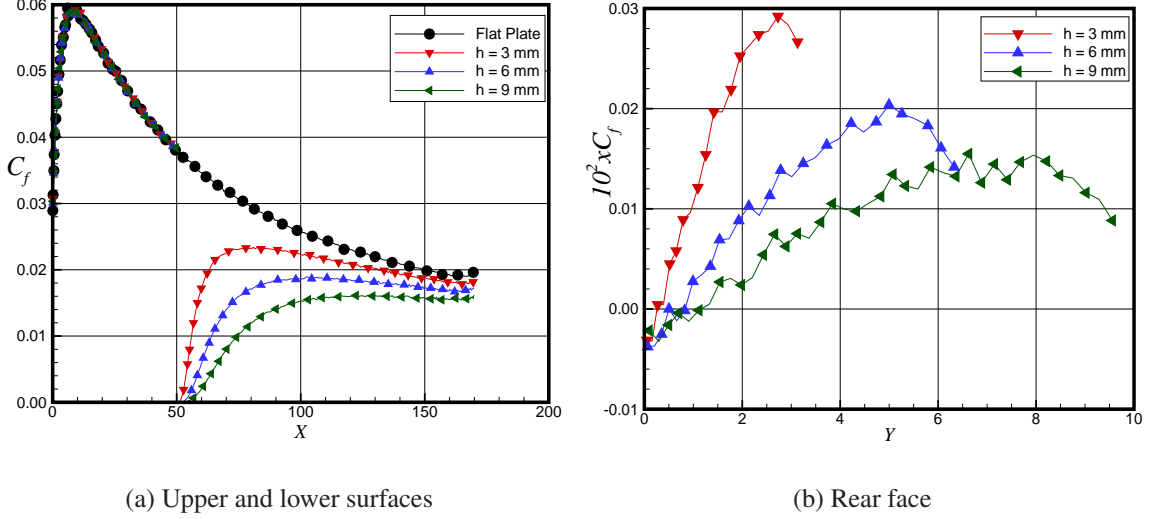 0.06
0.05
0.04
0.03
0.02
0.01
0.00
C_f
0 50 100 150 200
X
Flat Plate
h = 3 mm
h = 6 mm
h = 9 mm
(a) Upper and lower surfaces
0.03
0.02
0.01
0.00
-0.01
10² x C_f
0 2 4 6 8 10
Y
h = 3 mm
h = 6 mm
h = 9 mm
(b) Rear face